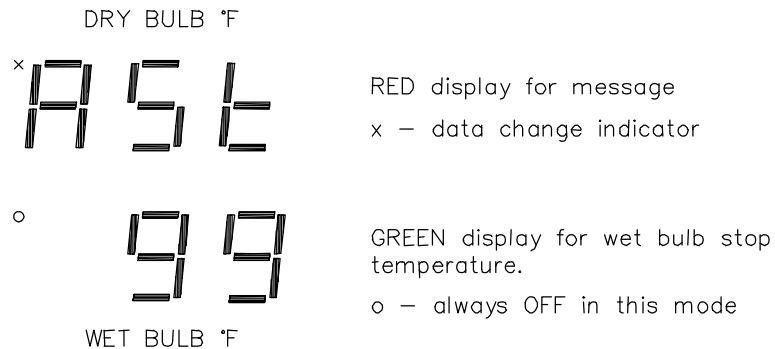 DRY BULB °F
x
ASt
RED display for message
x — data change indicator
o
99
GREEN display for wet bulb stop
temperature.
o — always OFF in this mode
WET BULB °F